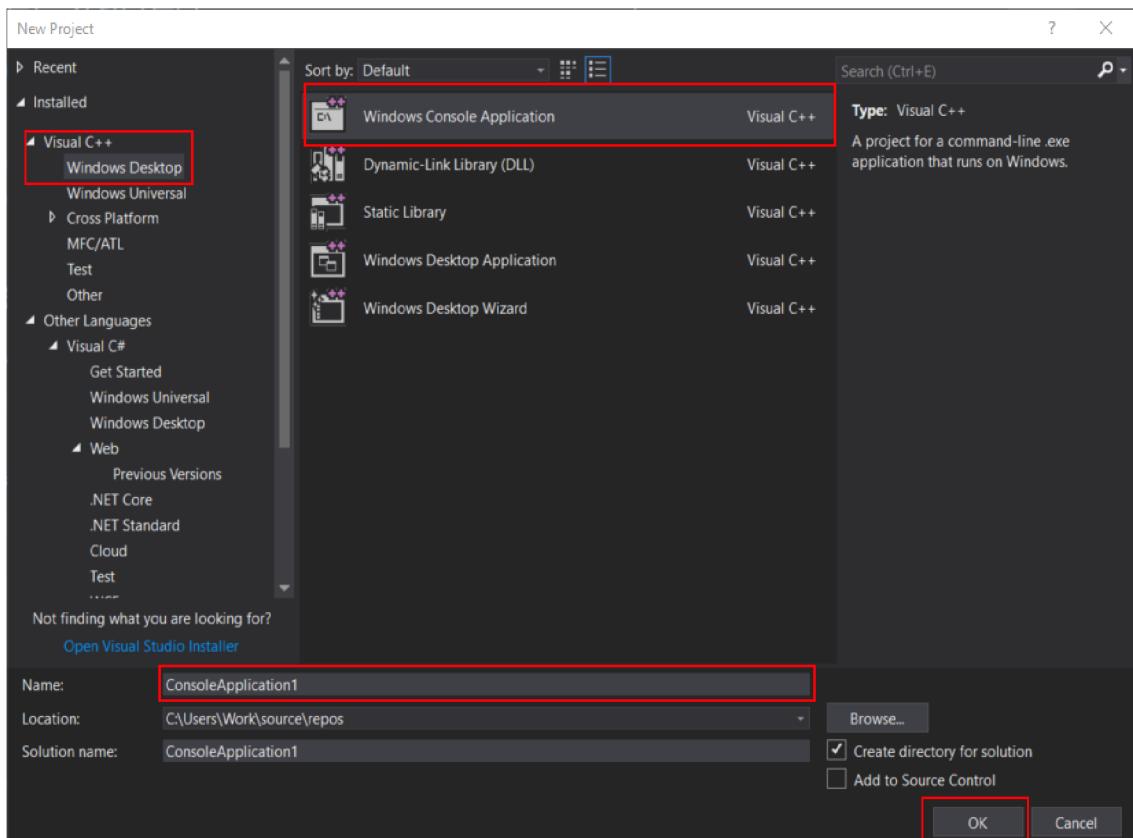 New Project
?
Recent
Installed
Visual C++
Windows Desktop
Windows Universal
Cross Platform
MFC/ATL
Test
Other
Other Languages
Visual C#
Get Started
Windows Universal
Windows Desktop
Web
Previous Versions
.NET Core
.NET Standard
Cloud
Test
Not finding what you are looking for?
Open Visual Studio Installer
Sort by: Default
Windows Console Application Visual C++
Dynamic-Link Library (DLL) Visual C++
Static Library Visual C++
Windows Desktop Application Visual C++
Windows Desktop Wizard Visual C++
Search (Ctrl+E)
Type: Visual C++
A project for a command-line .exe
application that runs on Windows.
Name: ConsoleApplication1
Location: C:\Users\Work\source\repos
Browse...
Solution name: ConsoleApplication1
Create directory for solution
Add to Source Control
OK Cancel